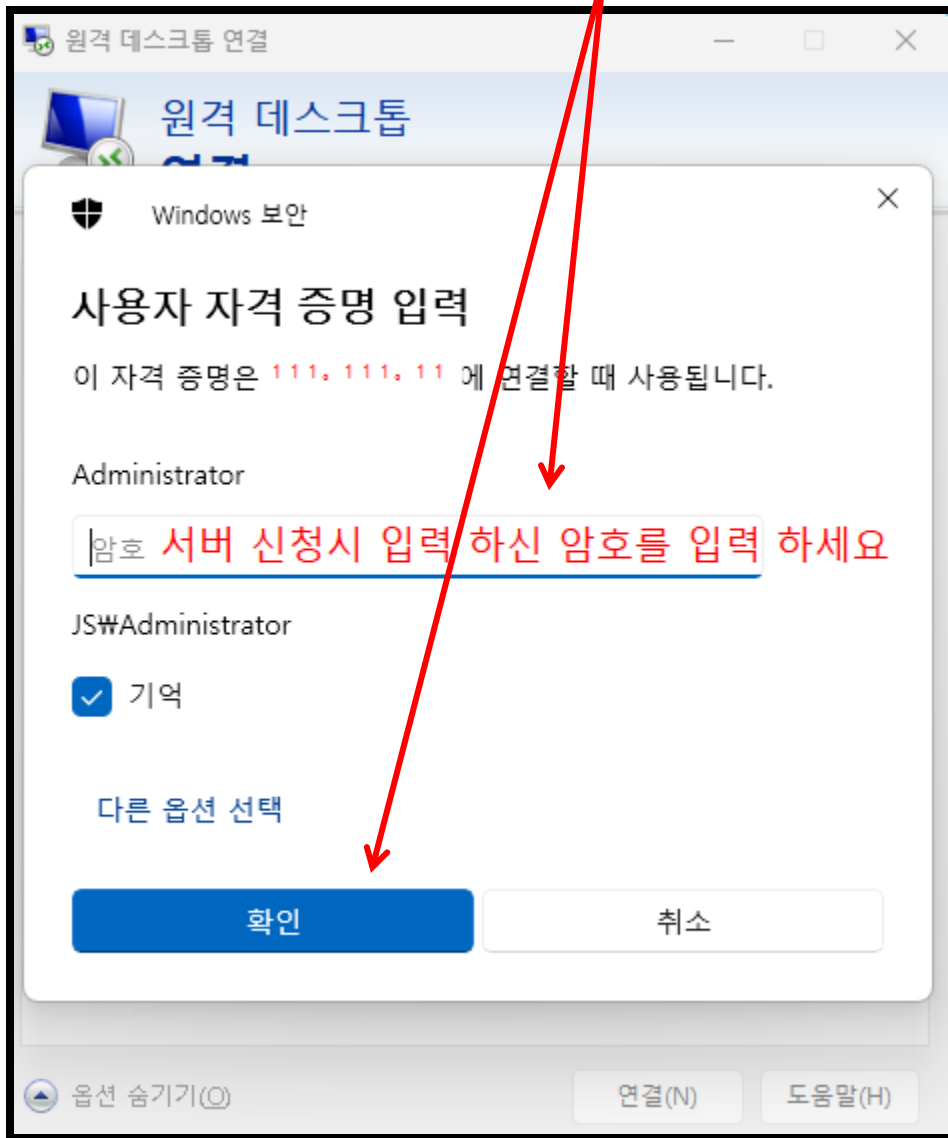 원격 데스크톱 연결
원격 데스크톱
연결
Windows 보안
사용자 자격 증명 입력
이 자격 증명은 111. 111. 11 에 연결할 때 사용됩니다.
Administrator
암호 서버 신청시 입력 하신 암호를 입력 하세요
JS₩Administrator
기억
다른 옵션 선택
확인 취소
옵션 숨기기(O) 연결(N) 도움말(H)